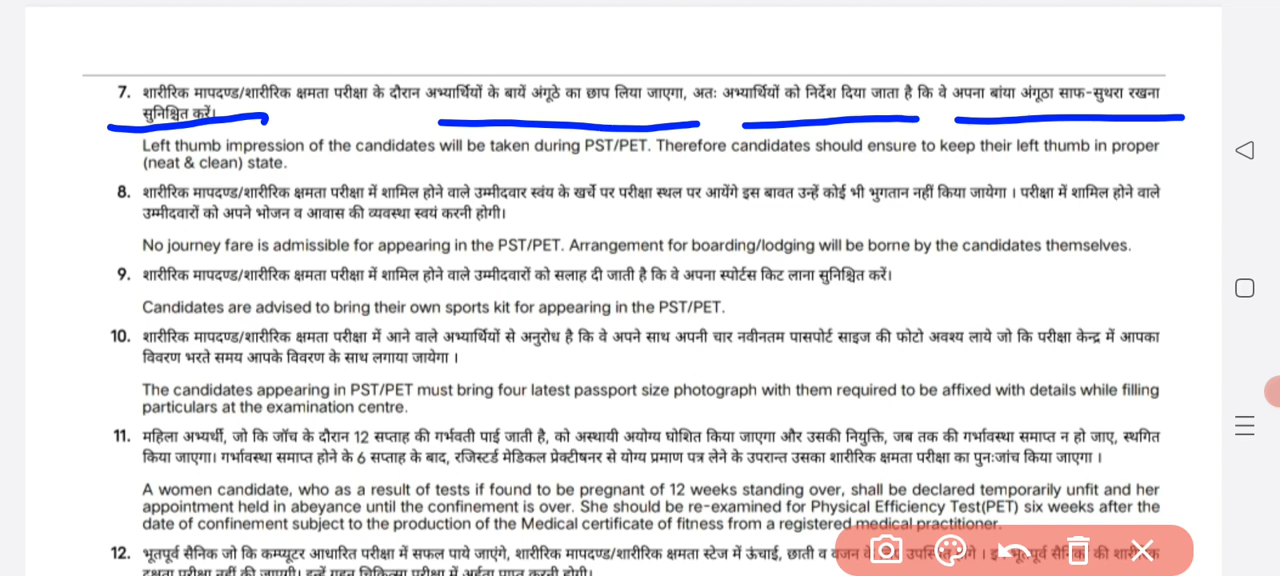 7. शारीरिक मापदण्ड/शारीरिक क्षमता परीक्षा के दौरान अभ्यार्थियों के बायें अंगूठे का छाप लिया जाएगा, अतः अभ्यार्थियों को निर्देश दिया जाता है कि वे अपना बांया अंगूठा साफ-सुथरा रखना
सुनिश्चित करें।
Left thumb impression of the candidates will be taken during PST/PET. Therefore candidates should ensure to keep their left thumb in proper
(neat & clean) state.
8. शारीरिक मापदण्ड/शारीरिक क्षमता परीक्षा में शामिल होने वाले उम्मीदवार स्वंय के खर्चे पर परीक्षा स्थल पर आयेंगे इस बावत उन्हें कोई भी भुगतान नहीं किया जायेगा । परीक्षा में शामिल होने वाले
उम्मीदवारों को अपने भोजन व आवास की व्यवस्था स्वयं करनी होगी।
No journey fare is admissible for appearing in the PST/PET. Arrangement for boarding/lodging will be borne by the candidates themselves.
9. शारीरिक मापदण्ड/शारीरिक क्षमता परीक्षा में शामिल होने वाले उम्मीदवारों को सलाह दी जाती है कि वे अपना स्पोर्टस किट लाना सुनिश्चित करें।
Candidates are advised to bring their own sports kit for appearing in the PST/PET.
10. शारीरिक मापदण्ड/शारीरिक क्षमता परीक्षा में आने वाले अभ्यार्थियों से अनुरोध है कि वे अपने साथ अपनी चार नवीनतम पासपोर्ट साइज की फोटो अवश्य लाये जो कि परीक्षा केन्द्र में आपका
विवरण भरते समय आपके विवरण के साथ लगाया जायेगा ।
The candidates appearing in PST/PET must bring four latest passport size photograph with them required to be affixed with details while filling
particulars at the examination centre.
11. महिला अभ्यर्थी, जो कि जॉच के दौरान 12 सप्ताह की गर्भवती पाई जाती है, को अस्थायी अयोग्य घोशित किया जाएगा और उसकी नियुक्ति, जब तक की गर्भावस्था समाप्त न हो जाए, स्थगित
किया जाएगा। गर्भावस्था समाप्त होने के 6 सप्ताह के बाद, रजिस्टर्ड मेडिकल प्रेक्टीषनर से योग्य प्रमाण पत्र लेने के उपरान्त उसका शारीरिक क्षमता परीक्षा का पुनःजांच किया जाएगा ।
A women candidate, who as a result of tests if found to be pregnant of 12 weeks standing over, shall be declared temporarily unfit and her
appointment held in abeyance until the confinement is over. She should be re-examined for Physical Efficiency Test(PET) six weeks after the
date of confinement subject to the production of the Medical certificate of fitness from a registered medical practitioner.
12. भूतपूर्व सैनिक जो कि कम्प्यूटर आधारित परीक्षा में सफल पाये जाएंगे, शारीरिक मापदण्ड/शारीरिक क्षमता स्टेज में ऊंचाई, छाती व वजन भूतपूर्व सैनिक की